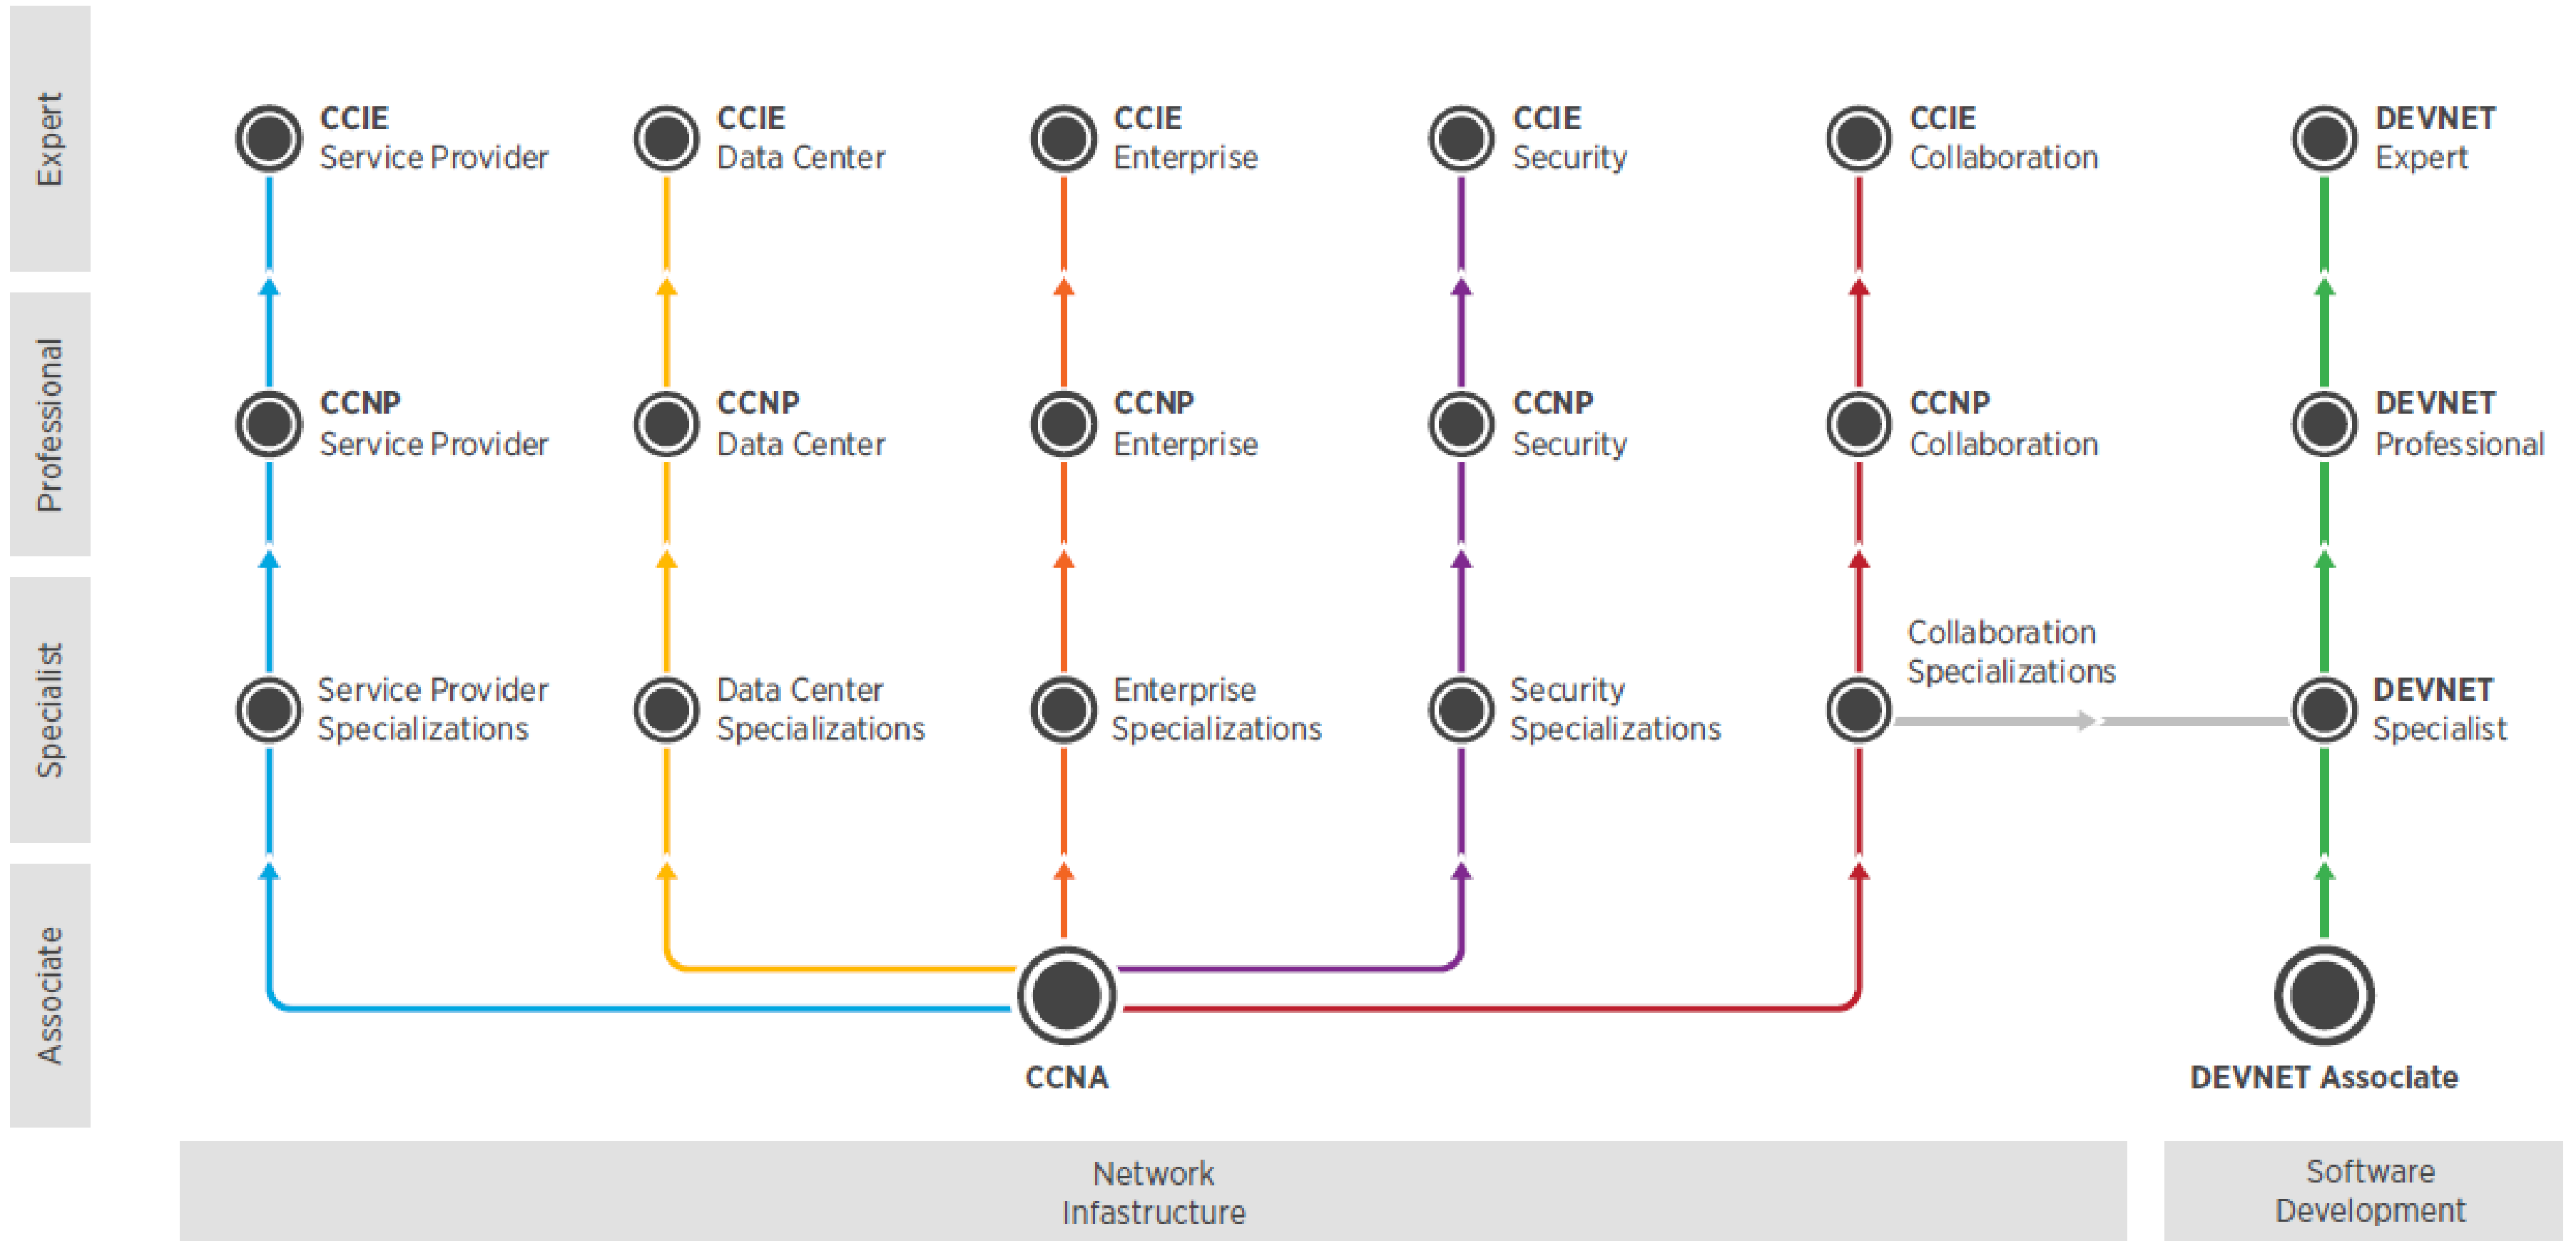 Expert
CCIE
Service Provider
CCIE
Data Center
CCIE
Enterprise
CCIE
Security
CCIE
Collaboration
DEVNET
Expert
Professional
CCNP
Service Provider
CCNP
Data Center
CCNP
Enterprise
CCNP
Security
CCNP
Collaboration
DEVNET
Professional
Specialist
Service Provider
Specializations
Data Center
Specializations
Enterprise
Specializations
Security
Specializations
Collaboration
Specializations
DEVNET
Specialist
Associate
CCNA
DEVNET Associate
Network
Infastructure
Software
Development